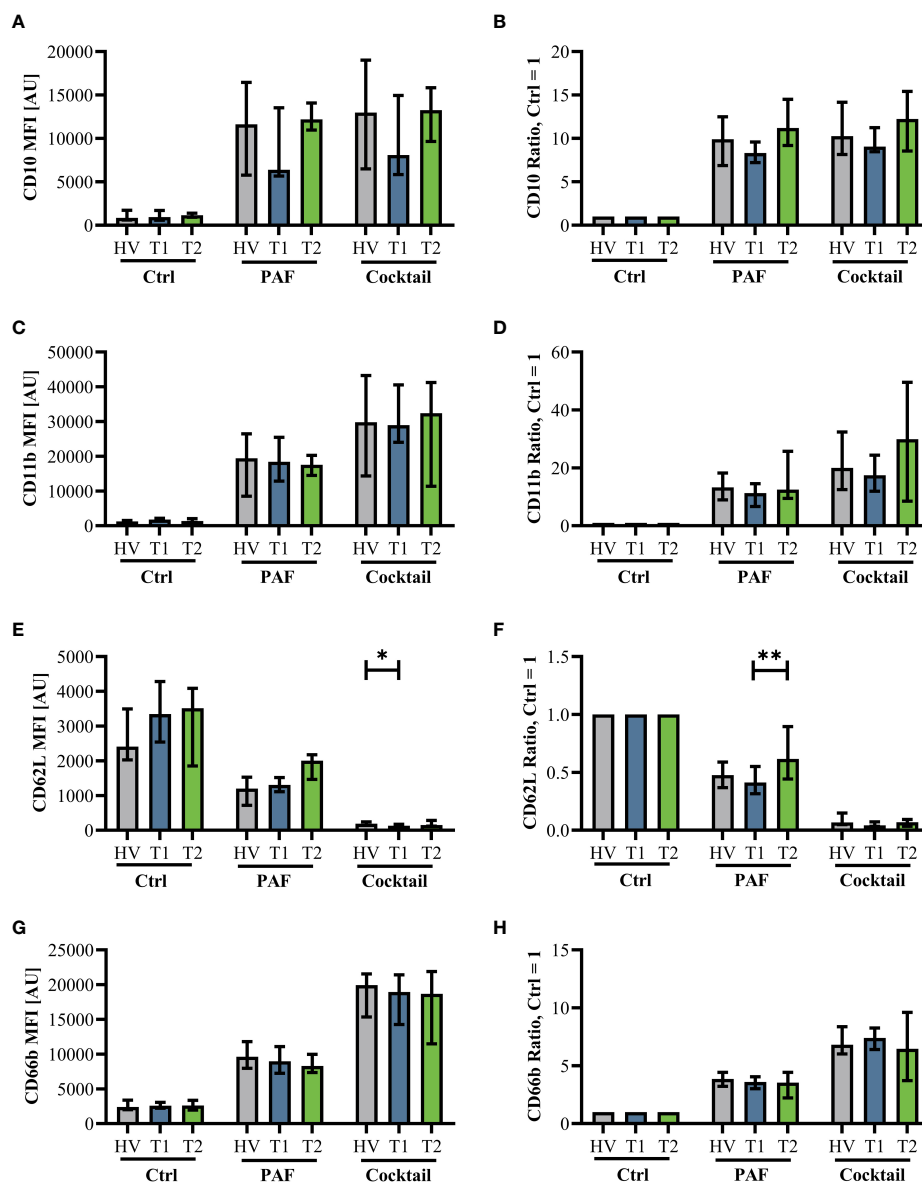 A
CD10 MFI [AU]
20000
15000
10000
5000
0
HV T1 T2 HV T1 T2 HV T1 T2
Ctrl PAF Cocktail
B
CD10 Ratio, Ctrl = 1
20
15
10
5
0
HV T1 T2 HV T1 T2 HV T1 T2
Ctrl PAF Cocktail
C
CD11b MFI [AU]
50000
40000
30000
20000
10000
0
HV T1 T2 HV T1 T2 HV T1 T2
Ctrl PAF Cocktail
D
CD11b Ratio, Ctrl = 1
60
40
20
0
HV T1 T2 HV T1 T2 HV T1 T2
Ctrl PAF Cocktail
E
CD62L MFI [AU]
5000
4000
3000
2000
1000
0
*
HV T1 T2 HV T1 T2 HV T1 T2
Ctrl PAF Cocktail
F
CD62L Ratio, Ctrl = 1
1.5
1.0
0.5
0.0
**
HV T1 T2 HV T1 T2 HV T1 T2
Ctrl PAF Cocktail
G
CD66b MFI [AU]
25000
20000
15000
10000
5000
0
HV T1 T2 HV T1 T2 HV T1 T2
Ctrl PAF Cocktail
H
CD66b Ratio, Ctrl = 1
15
10
5
0
HV T1 T2 HV T1 T2 HV T1 T2
Ctrl PAF Cocktail